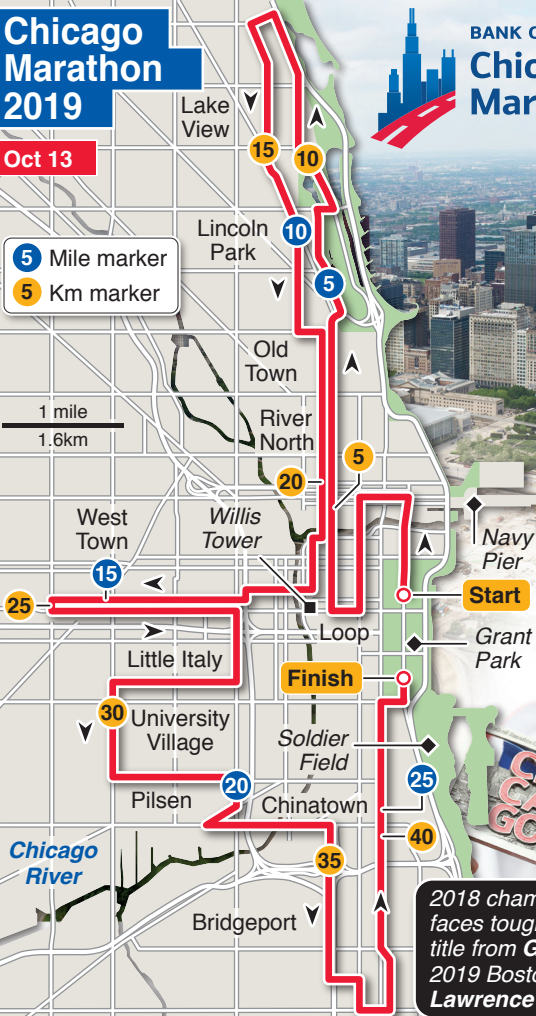 Chicago
Marathon
2019
Oct 13
BANK
Chic
Mar
5 Mile marker
5 Km marker
1 mile
1.6km
Lake
View
15
10
Lincoln
Park
10
5
Old
Town
River
North
5
20
Willis
Tower
West
Town
15
25
Navy
Pier
Start
Loop
Grant
Park
Little Italy
Finish
30
University
Village
Soldier
Field
20
25
Pilsen
Chinatown
40
35
Chicago
River
Bridgeport
2018 cham
faces toug
title from G
2019 Bosto
Lawrence